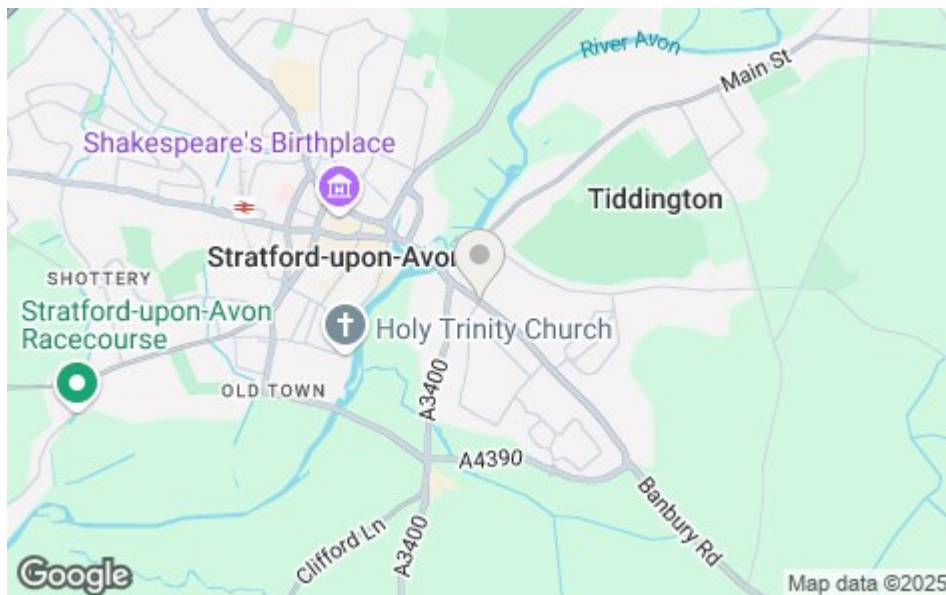 River Avon
Main St
Shakespeare's Birthplace
Tiddington
Stratford-upon-Avon
SHOTTERY
Stratford-upon-Avon
Racecourse
Holy Trinity Church
OLD TOWN
A3400
A4390
Banbury Rd
Clifford Ln
A3400
Google
Map data ©2025